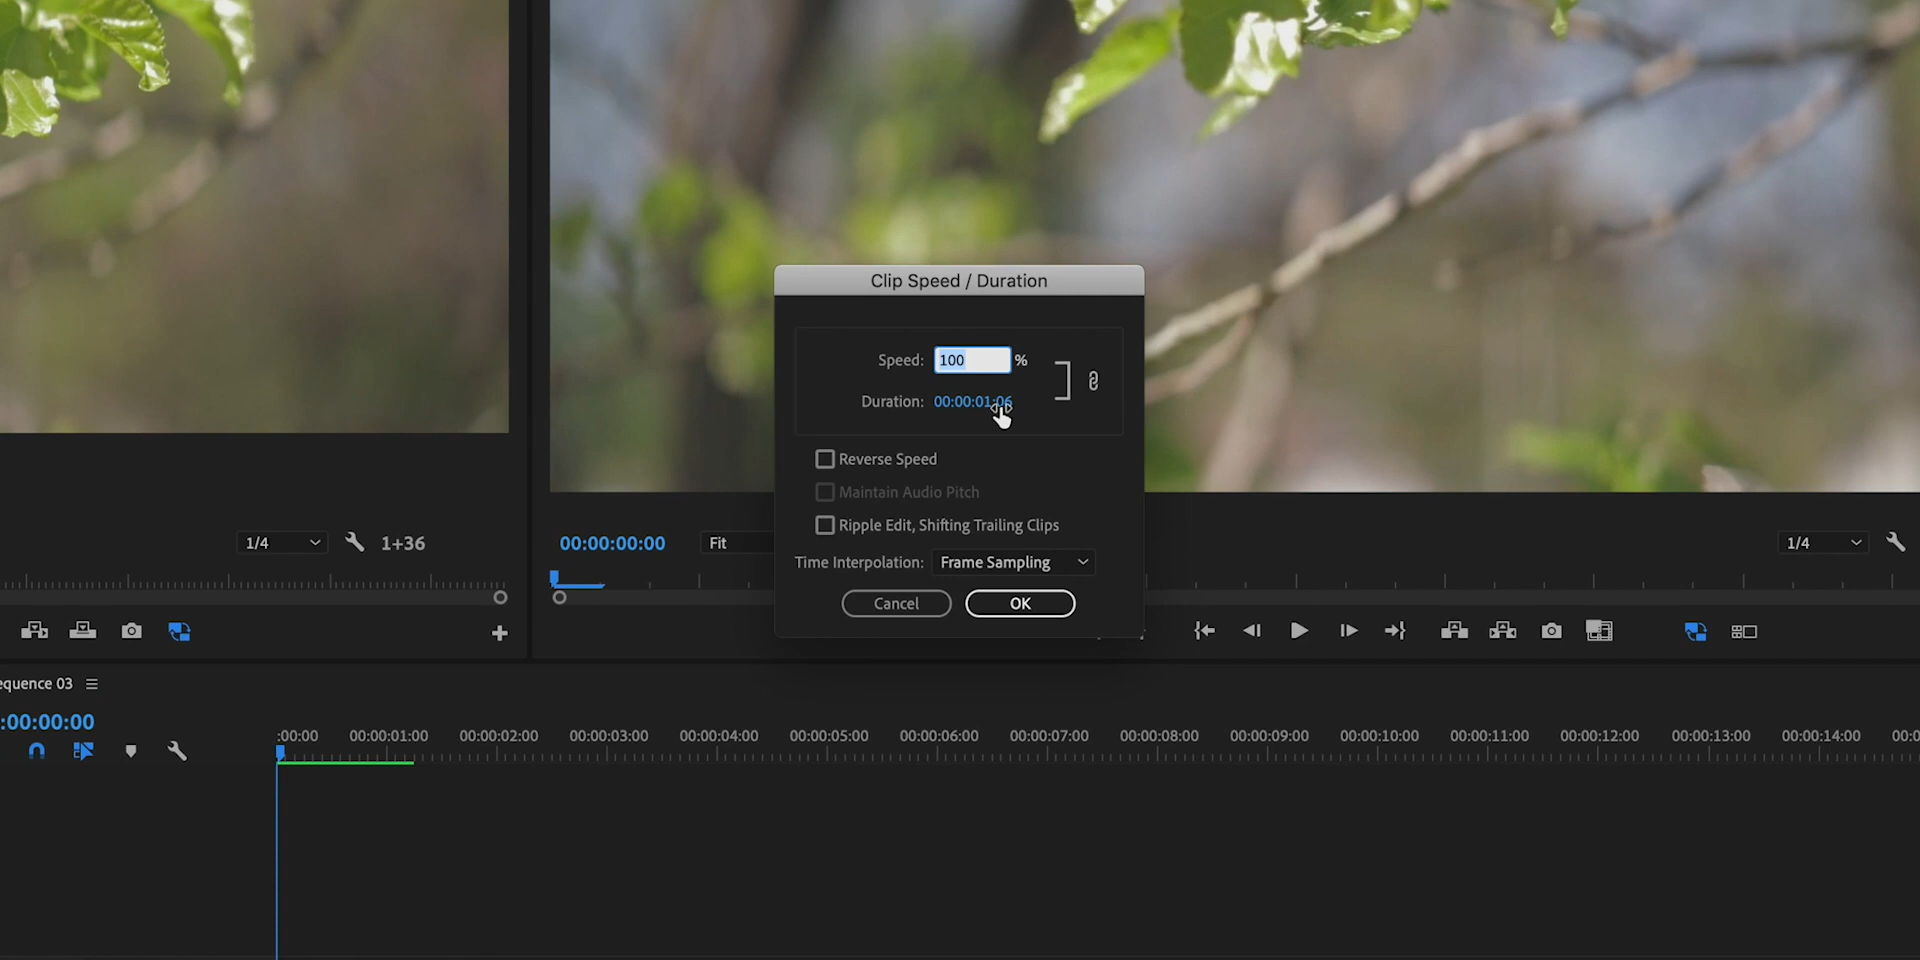 Clip Speed / Duration
Speed: 100 %
Duration: 00:00:01:06
Reverse Speed
Maintain Audio Pitch
Ripple Edit, Shifting Trailing Clips
Time Interpolation: Frame Sampling
Cancel OK
1/4 1+36
00:00:00:00 Fit
1/4
equence 03
:00:00:00
:00:00 00:00:01:00 00:00:02:00 00:00:03:00 00:00:04:00 00:00:05:00 00:00:06:00 00:00:07:00 00:00:08:00 00:00:09:00 00:00:10:00 00:00:11:00 00:00:12:00 00:00:13:00 00:00:14:00 00:0